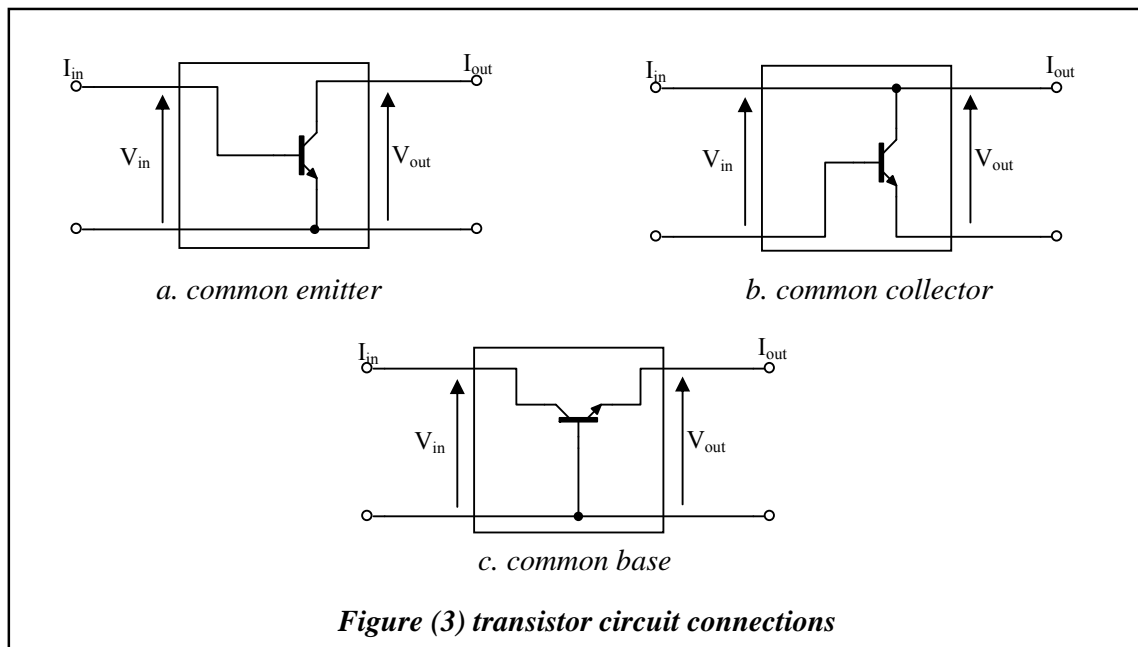 I_in I_out
V_in V_out
a. common emitter
I_in I_out
V_in V_out
b. common collector
I_in I_out
V_in V_out
c. common base
Figure (3) transistor circuit connections